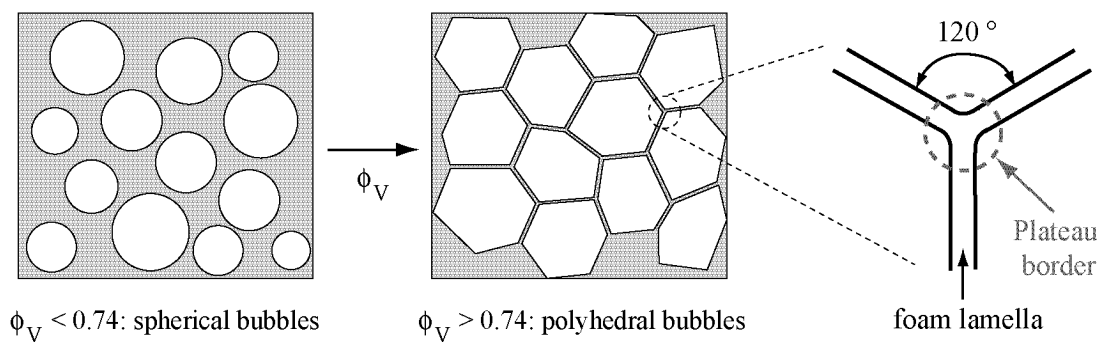 120 °
ϕV
Plateau
border
ϕV < 0.74: spherical bubbles
ϕV > 0.74: polyhedral bubbles
foam lamella